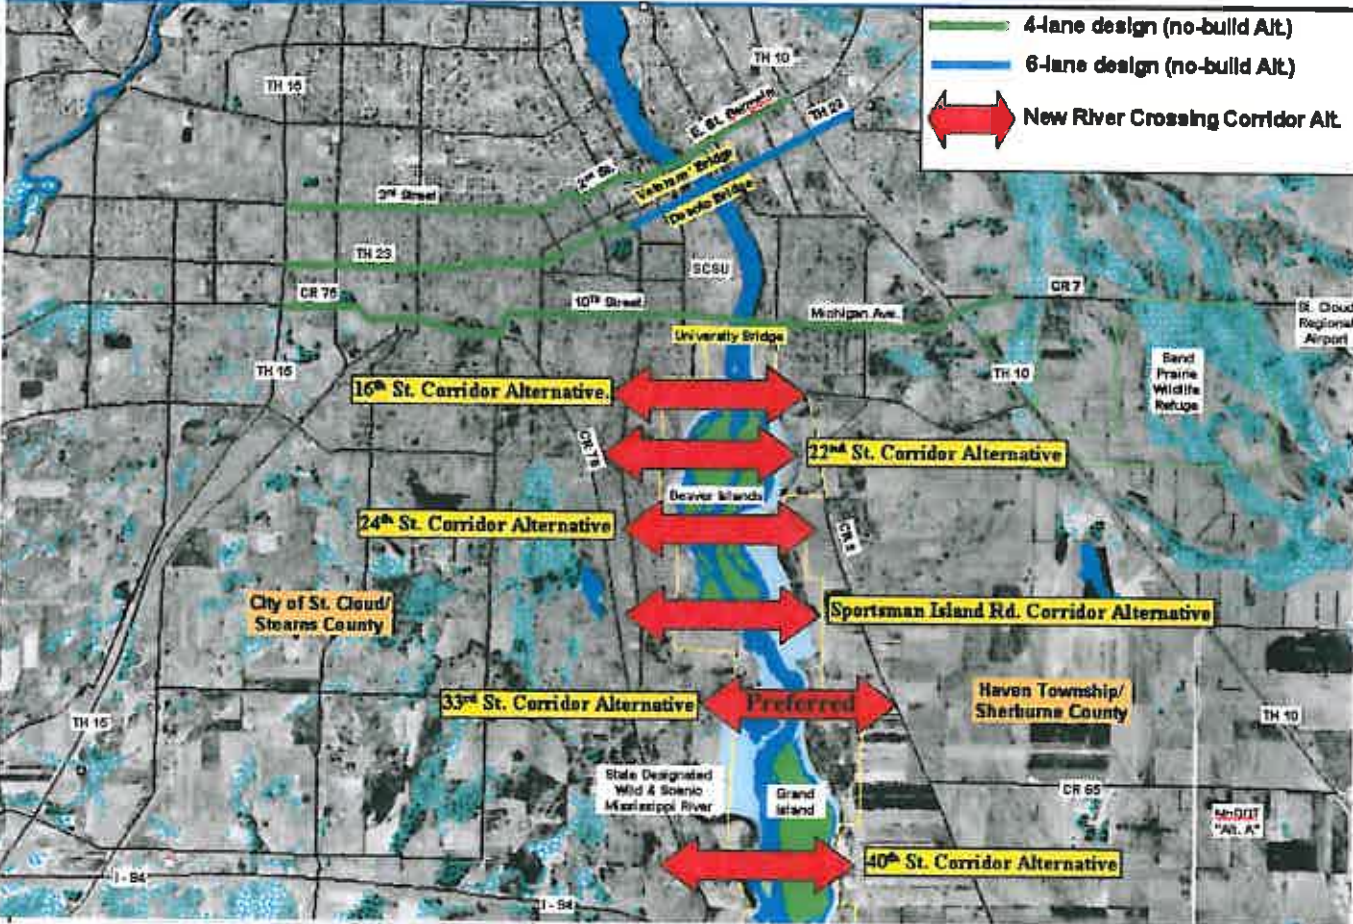 4-lane design (no-build Alt.)
6-lane design (no-build Alt.)
New River Crossing Corridor Alt.
TH 10
TH 15
E. St. Germain
TH 23
2nd St.
Veterans' Bridge
3rd Street
Desoto Bridge
TH 23
SCSU
CR 75
10TH Street
Michigan Ave.
CR 7
St. Cloud
Regional
Airport
University Bridge
TH 15
TH 10
Sand
Prairie
Wildlife
Refuge
16th St. Corridor Alternative.
CR 75
22nd St. Corridor Alternative
Beaver Islands
24th St. Corridor Alternative
CR 8
City of St. Cloud/
Stearns County
Sportsman Island Rd. Corridor Alternative
33rd St. Corridor Alternative
Preferred
Haven Township/
Sherburne County
TH 15
TH 10
State Designated
Wild & Scenic
Mississippi River
Grand
Island
CR 65
MnDOT
"Alt. A"
40th St. Corridor Alternative
I - 94
I - 94